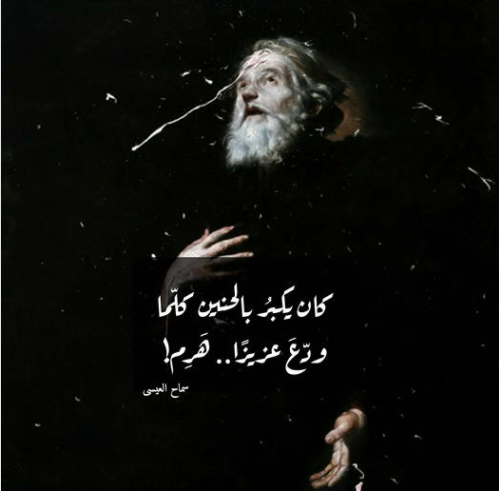 كان يكبرُ بالحنين كلّما
ودّعَ عزيزًا.. هَرِم!
سماح العيسى